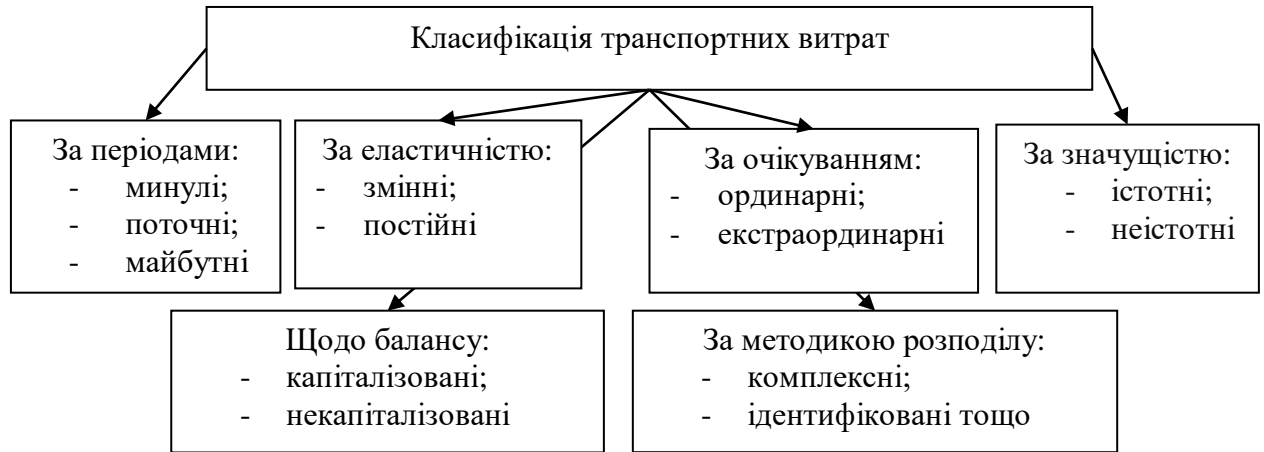 Класифікація транспортних витрат
За періодами:
- минулі;
- поточні;
- майбутні
За еластичністю:
- змінні;
- постійні
За очікуванням:
- ординарні;
- екстраординарні
За значущістю:
- істотні;
- неістотні
Щодо балансу:
- капіталізовані;
- некапіталізовані
За методикою розподілу:
- комплексні;
- ідентифіковані тощо